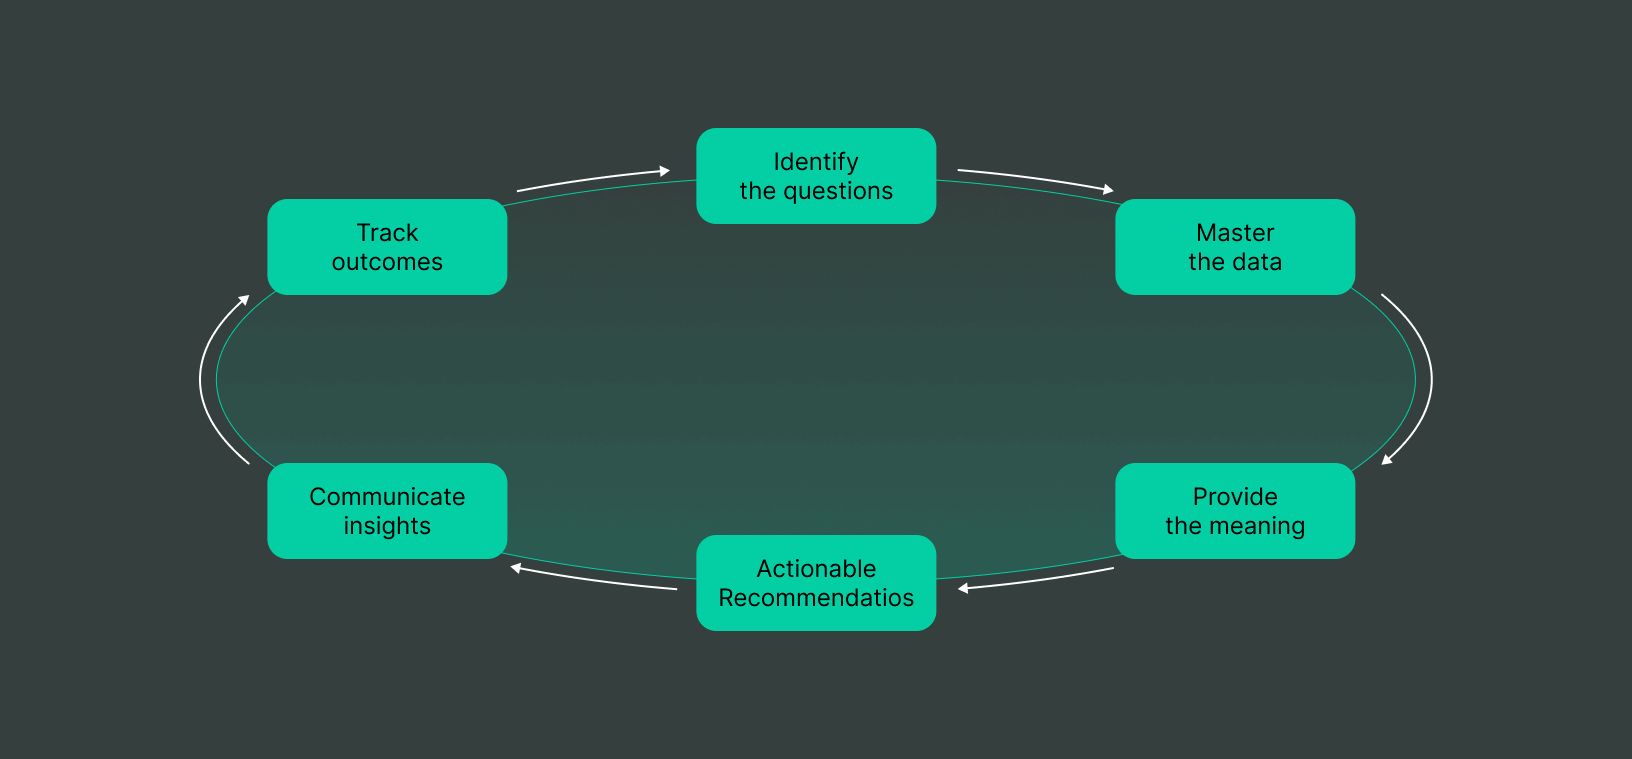 Identify
the questions
Track
outcomes
Master
the data
Communicate
insights
Provide
the meaning
Actionable
Recommendatios